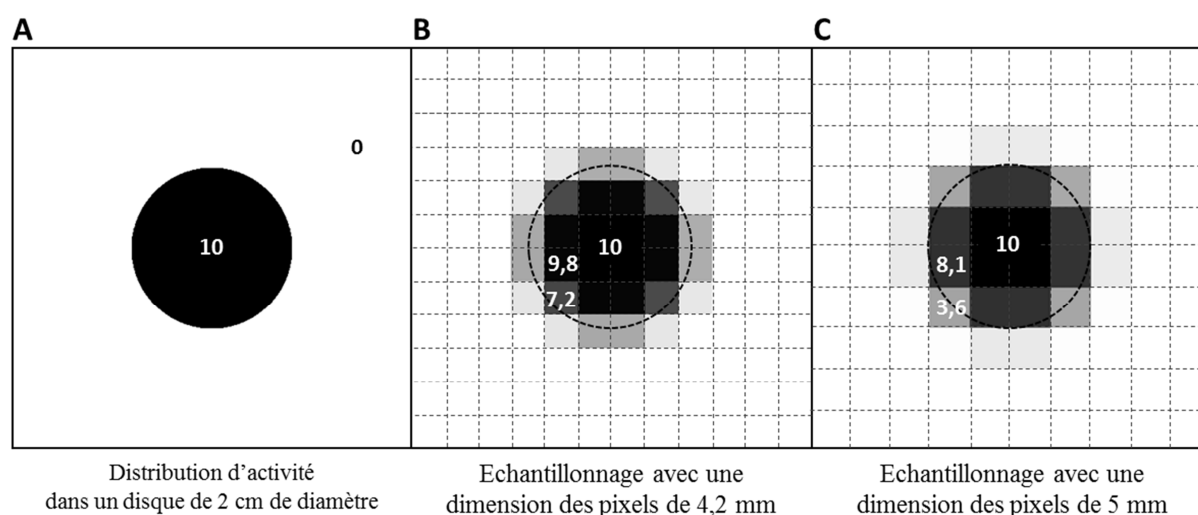 A
B
C
0
10
10
9,8
7,2
10
8,1
3,6
Distribution d’activité
dans un disque de 2 cm de diamètre
Echantillonnage avec une
dimension des pixels de 4,2 mm
Echantillonnage avec une
dimension des pixels de 5 mm